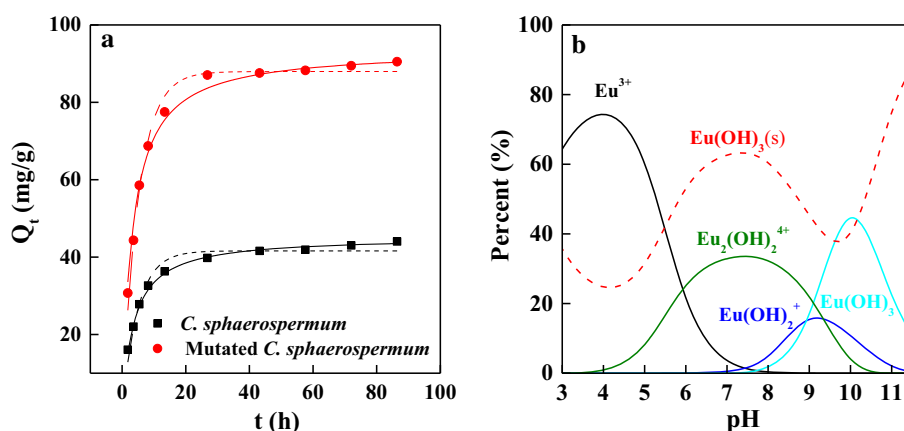 a
Q_t (mg/g)
100
80
60
40
20
C. sphaerospermum
Mutated C. sphaerospermum
0 20 40 60 80 100
t (h)
b
Percent (%)
100
80
60
40
20
0
Eu³⁺
Eu(OH)₃(s)
Eu₂(OH)₂⁴⁺
Eu(OH)₂⁺
Eu(OH)₃
3 4 5 6 7 8 9 10 11
pH